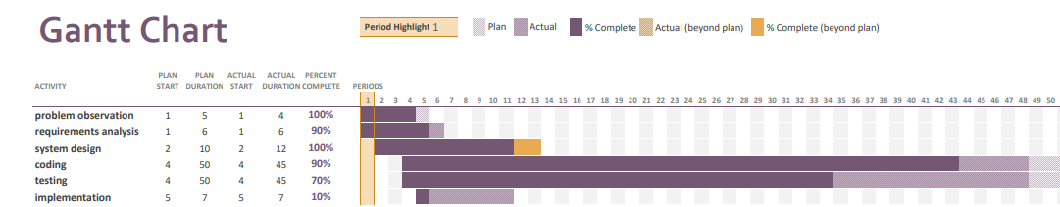 Gantt Chart
Period Highlight 1 Plan Actual % Complete Actual (beyond plan) % Complete (beyond plan)
PLAN PLAN ACTUAL ACTUAL PERCENT
ACTIVITY START DURATION START DURATION COMPLETE PERIODS
1 2 3 4 5 6 7 8 9 10 11 12 13 14 15 16 17 18 19 20 21 22 23 24 25 26 27 28 29 30 31 32 33 34 35 36 37 38 39 40 41 42 43 44 45 46 47 48 49 50
problem observation 1 5 1 4 100%
requirements analysis 1 6 1 6 90%
system design 2 10 2 12 100%
coding 4 50 4 45 90%
testing 4 50 4 45 70%
implementation 5 7 5 7 10%